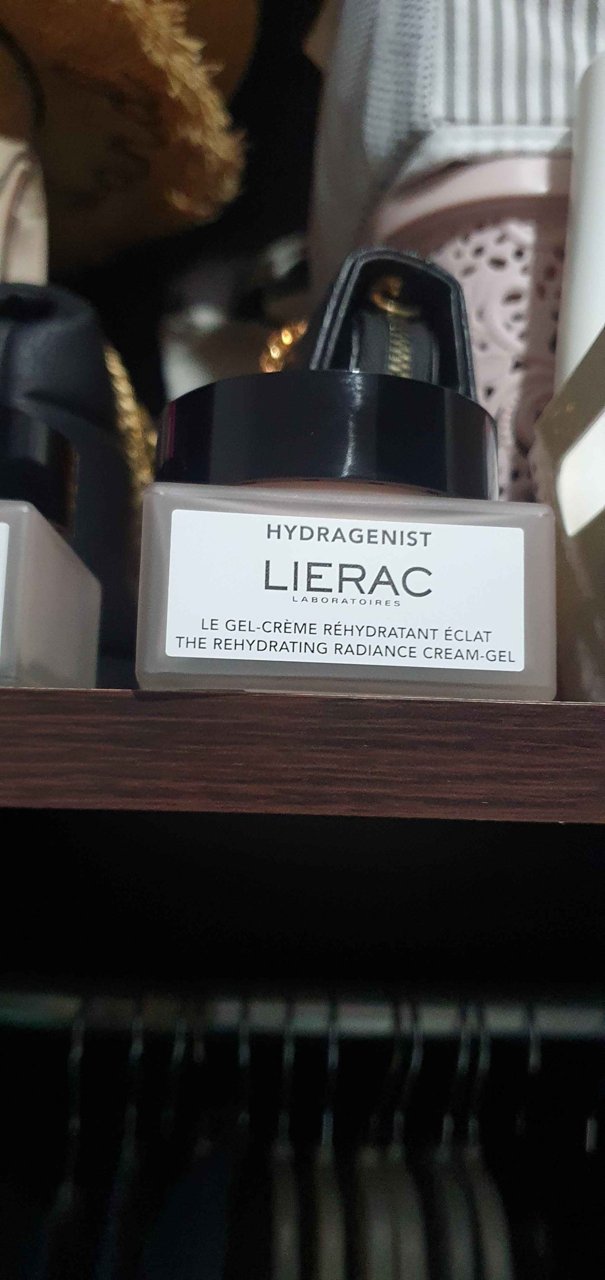 HYDRAGENIST
LIERAC
LABORATOIRES
LE GEL-CRÈME RÉHYDRATANT ÉCLAT
THE REHYDRATING RADIANCE CREAM-GEL